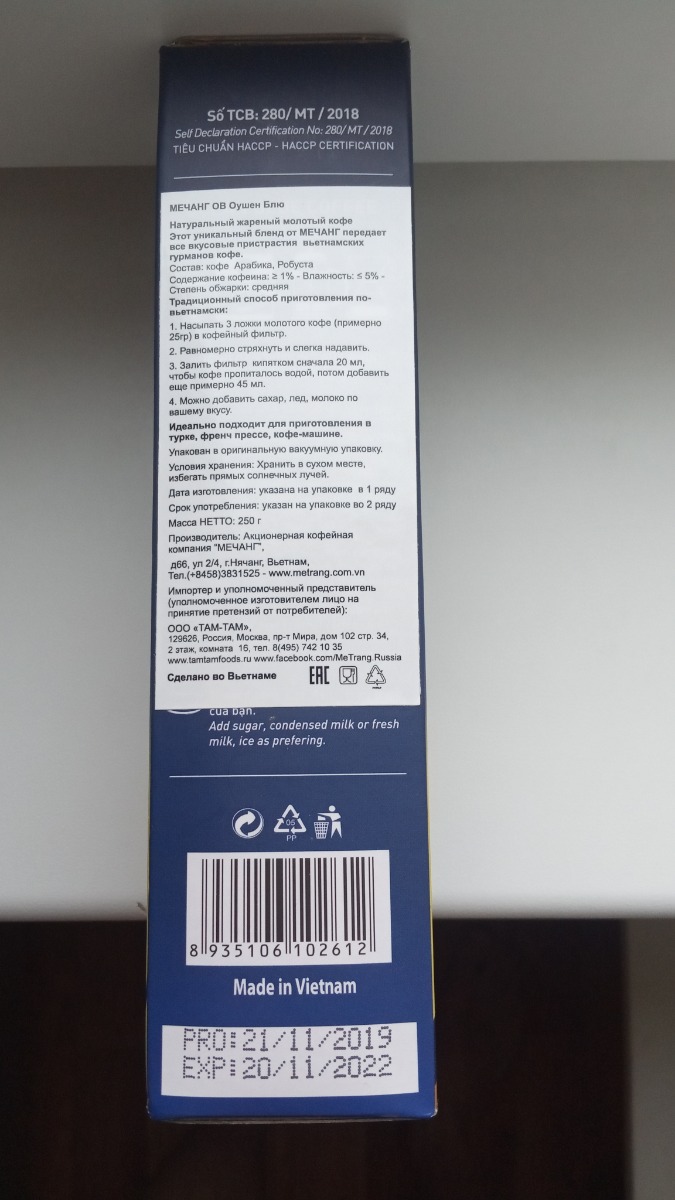 Số TCB: 280/ MT / 2018
Self Declaration Certification No: 280/ MT / 2018
TIÊU CHUẨN HACCP - HACCP CERTIFICATION
МЕЧАНГ ОВ Оушен Блю
Натуральный жареный молотый кофе
Этот уникальный бленд от МЕЧАНГ передает
все вкусовые пристрастия вьетнамских
гурманов кофе.
Состав: кофе Арабика, Робуста
Содержание кофеина: ≥ 1% - Влажность: ≤ 5% -
Степень обжарки: средняя
Традиционный способ приготовления по-
вьетнамски:
1. Насыпать 3 ложки молотого кофе (примерно
25гр) в кофейный фильтр.
2. Равномерно стряхнуть и слегка надавить.
3. Залить фильтр кипятком сначала 20 мл,
чтобы кофе пропиталось водой, потом добавить
еще примерно 45 мл.
4. Можно добавить сахар, лед, молоко по
вашему вкусу.
Идеально подходит для приготовления в
турке, френч прессе, кофе-машине.
Упакован в оригинальную вакуумную упаковку.
Условия хранения: Хранить в сухом месте,
избегать прямых солнечных лучей.
Дата изготовления: указана на упаковке в 1 ряду
Срок употребления: указан на упаковке во 2 ряду
Масса НЕТТО: 250 г
Производитель: Акционерная кофейная
компания "МЕЧАНГ",
д66, ул 2/4, г.Нячанг, Вьетнам,
Тел.(+8458)3831525 - www.metrang.com.vn
Импортер и уполномоченный представитель
(уполномоченное изготовителем лицо на
принятие претензий от потребителей):
ООО «ТАМ-ТАМ»,
129626, Россия, Москва, пр-т Мира, дом 102 стр. 34,
2 этаж, комната 16, тел. 8(495) 742 10 35
www.tamtamfoods.ru www.facebook.com/MeTrang.Russia
Сделано во Вьетнаме EAC
của bạn.
Add sugar, condensed milk or fresh
milk, ice as prefering.
05
PP
8 935106 102612
Made in Vietnam
PRO:21/11/2019
EXP:20/11/2022